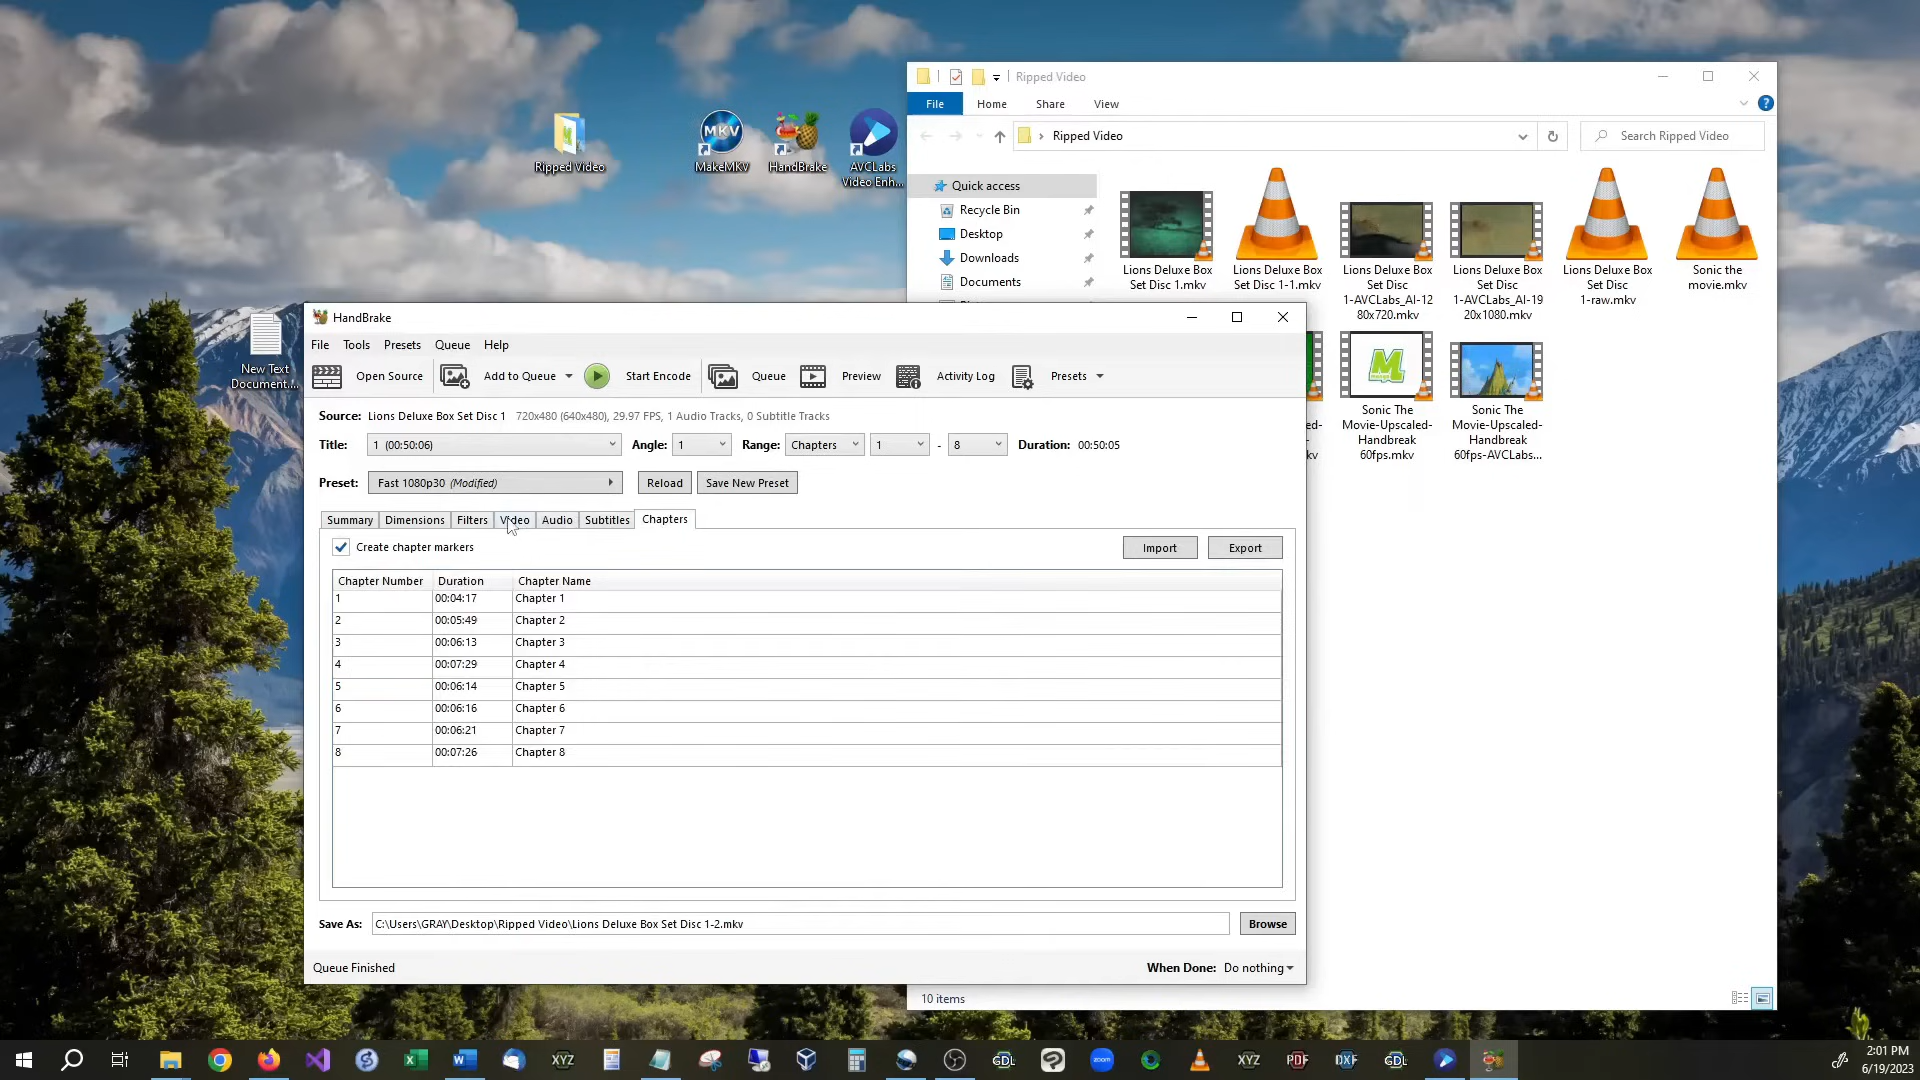 Ripped Video
MakeMKV
HandBrake
AVCLabs
Video Enh...
New Text
Document....
Ripped Video
File Home Share View
Ripped Video
Search Ripped Video
Quick access
Recycle Bin
Desktop
Downloads
Documents
Lions Deluxe Box
Set Disc 1.mkv
Lions Deluxe Box
Set Disc 1-1.mkv
Lions Deluxe Box
Set Disc
1-AVCLabs_AI-12
80x720.mkv
Lions Deluxe Box
Set Disc
1-AVCLabs_AI-19
20x1080.mkv
Lions Deluxe Box
Set Disc
1-raw.mkv
Sonic the
movie.mkv
Sonic The
Movie-Upscaled-
Handbreak
60fps.mkv
Sonic The
Movie-Upscaled-
Handbreak
60fps-AVCLabs...
10 items
HandBrake
File Tools Presets Queue Help
Open Source Add to Queue Start Encode Queue Preview Activity Log Presets
Source: Lions Deluxe Box Set Disc 1 720x480 (640x480), 29.97 FPS, 1 Audio Tracks, 0 Subtitle Tracks
Title: 1 (00:50:06) Angle: 1 Range: Chapters 1 - 8 Duration: 00:50:05
Preset: Fast 1080p30 (Modified) Reload Save New Preset
Summary Dimensions Filters Video Audio Subtitles Chapters
Create chapter markers Import Export
Chapter Number Duration Chapter Name
1 00:04:17 Chapter 1
2 00:05:49 Chapter 2
3 00:06:13 Chapter 3
4 00:07:29 Chapter 4
5 00:06:14 Chapter 5
6 00:06:16 Chapter 6
7 00:06:21 Chapter 7
8 00:07:26 Chapter 8
Save As: C:\Users\GRAY\Desktop\Ripped Video\Lions Deluxe Box Set Disc 1-2.mkv Browse
Queue Finished When Done: Do nothing
XYZ GDL zoom XYZ PDF DXF GDL
2:01 PM
6/19/2023